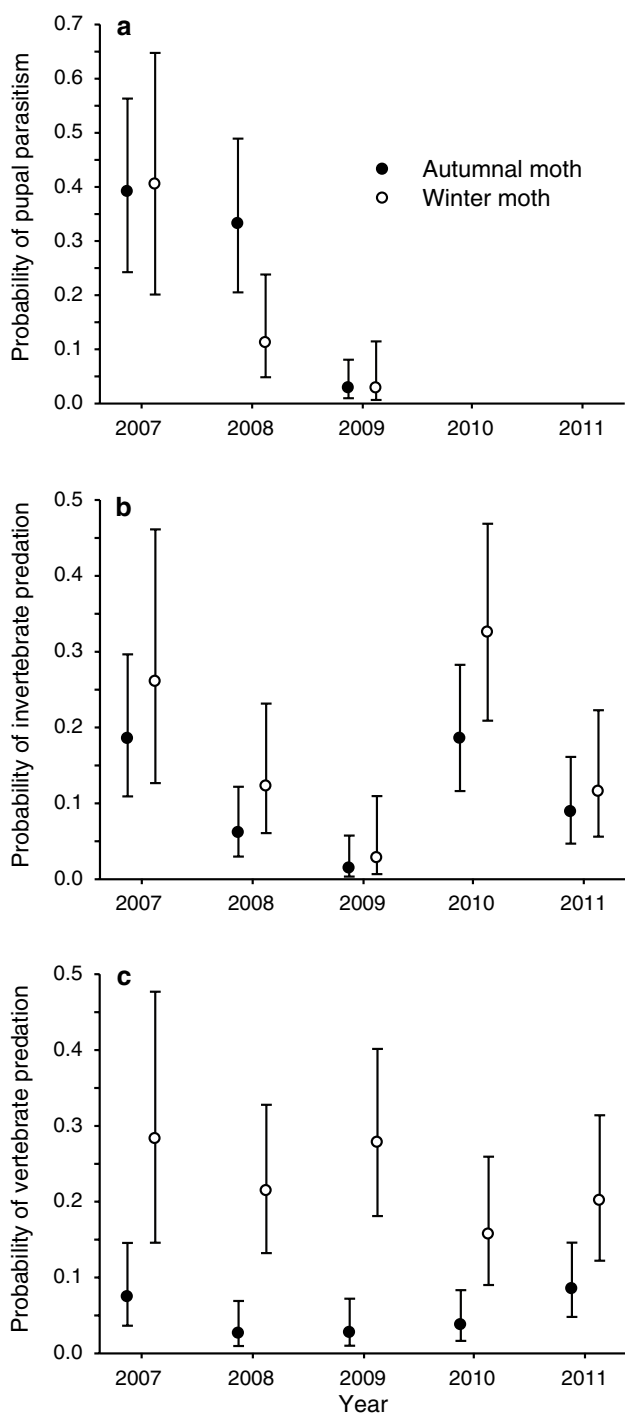 a
Probability of pupal parasitism
0.7
0.6
0.5
0.4
0.3
0.2
0.1
0.0
Autumnal moth
Winter moth
2007 2008 2009 2010 2011
b
Probability of invertebrate predation
0.5
0.4
0.3
0.2
0.1
0.0
2007 2008 2009 2010 2011
c
Probability of vertebrate predation
0.5
0.4
0.3
0.2
0.1
0.0
2007 2008 2009 2010 2011
Year